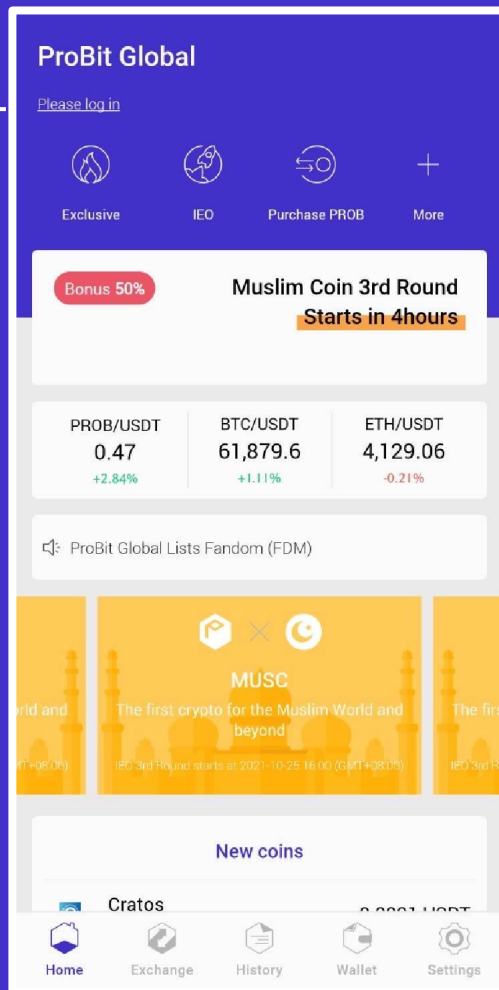 ProBit Global
Please log in
Exclusive IEO Purchase PROB More
Bonus 50%
Muslim Coin 3rd Round
Starts in 4hours
PROB/USDT BTC/USDT ETH/USDT
0.47 61,879.6 4,129.06
+2.84% +1.11% -0.21%
ProBit Global Lists Fandom (FDM)
MUSC
The first crypto for the Muslim World and
beyond
IEO 3rd Round starts at 2021-10-25 16:00 (GMT+08:00)
New coins
Cratos
Home Exchange History Wallet Settings